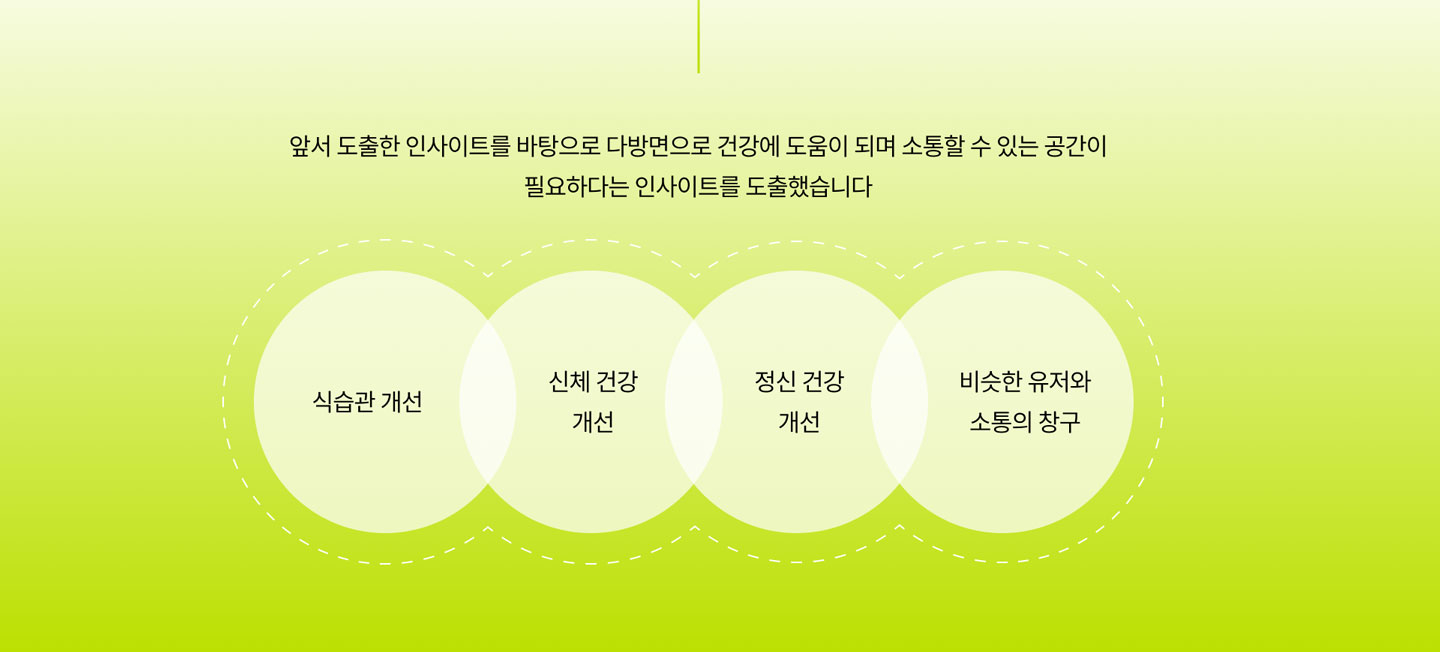 앞서 도출한 인사이트를 바탕으로 다방면으로 건강에 도움이 되며 소통할 수 있는 공간이
필요하다는 인사이트를 도출했습니다
식습관 개선
신체 건강
개선
정신 건강
개선
비슷한 유저와
소통의 창구